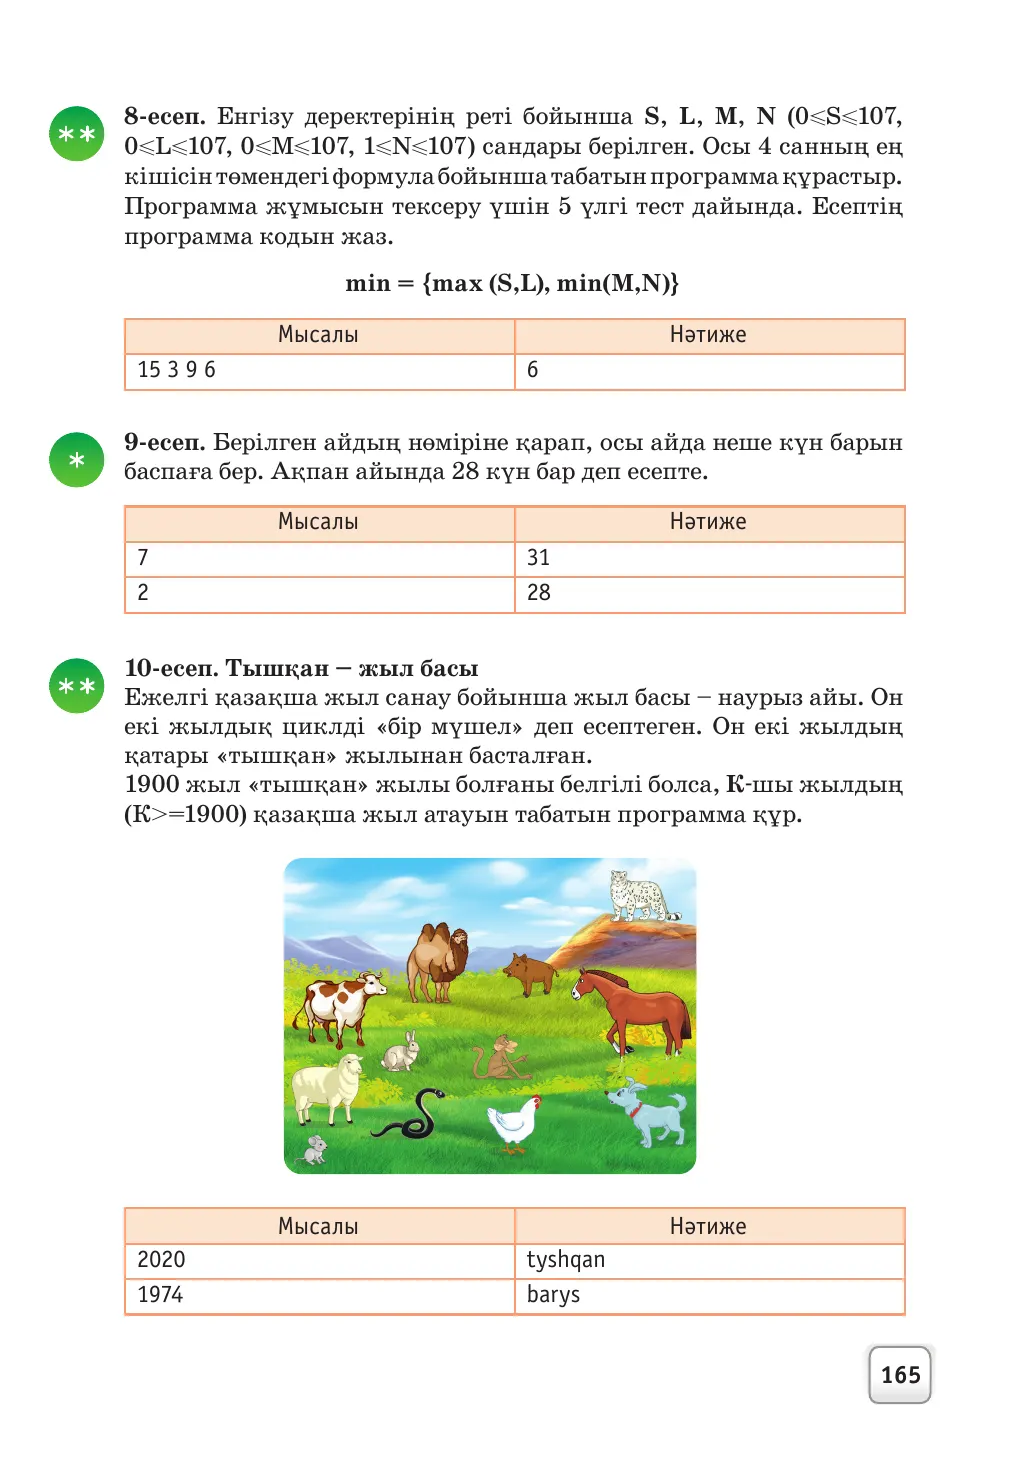 **
8-есеп. Енгізу деректерінің реті бойынша S, L, M, N (0⩽S⩽107,
0⩽L⩽107, 0⩽M⩽107, 1⩽N⩽107) сандары берілген. Осы 4 санның ең
кішісін төмендегі формула бойынша табатын программа құрастыр.
Программа жұмысын тексеру үшін 5 үлгі тест дайында. Есептің
программа кодын жаз.
min = {max (S,L), min(M,N)}
Мысалы Нәтиже
15 3 9 6 6
*
9-есеп. Берілген айдың нөміріне қарап, осы айда неше күн барын
баспаға бер. Ақпан айында 28 күн бар деп есепте.
Мысалы Нәтиже
7 31
2 28
**
10-есеп. Тышқан – жыл басы
Ежелгі қазақша жыл санау бойынша жыл басы – наурыз айы. Он
екі жылдық циклді «бір мүшел» деп есептеген. Он екі жылдың
қатары «тышқан» жылынан басталған.
1900 жыл «тышқан» жылы болғаны белгілі болса, К-шы жылдың
(К>=1900) қазақша жыл атауын табатын программа құр.
Мысалы Нәтиже
2020 tyshqan
1974 barys
165